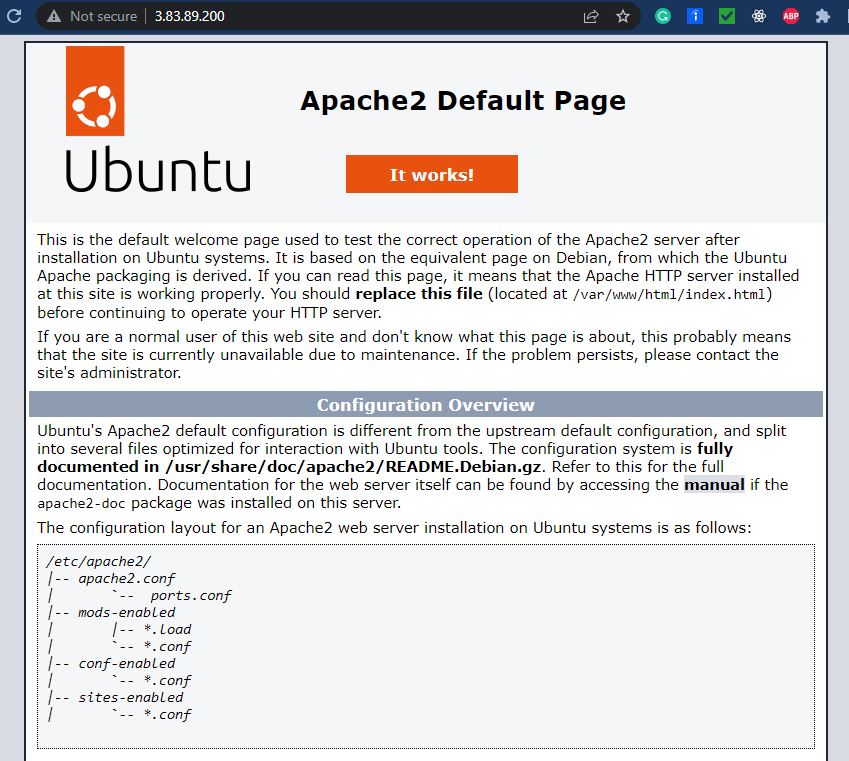 Not secure 3.83.89.200
ABP
Apache2 Default Page
Ubuntu
It works!
This is the default welcome page used to test the correct operation of the Apache2 server after
installation on Ubuntu systems. It is based on the equivalent page on Debian, from which the Ubuntu
Apache packaging is derived. If you can read this page, it means that the Apache HTTP server installed
at this site is working properly. You should replace this file (located at /var/www/html/index.html)
before continuing to operate your HTTP server.
If you are a normal user of this web site and don't know what this page is about, this probably means
that the site is currently unavailable due to maintenance. If the problem persists, please contact the
site's administrator.
Configuration Overview
Ubuntu's Apache2 default configuration is different from the upstream default configuration, and split
into several files optimized for interaction with Ubuntu tools. The configuration system is fully
documented in /usr/share/doc/apache2/README.Debian.gz. Refer to this for the full
documentation. Documentation for the web server itself can be found by accessing the manual if the
apache2-doc package was installed on this server.
The configuration layout for an Apache2 web server installation on Ubuntu systems is as follows:
/etc/apache2/
|-- apache2.conf
|       `--  ports.conf
|-- mods-enabled
|       |-- *.load
|       `-- *.conf
|-- conf-enabled
|       `-- *.conf
|-- sites-enabled
|       `-- *.conf